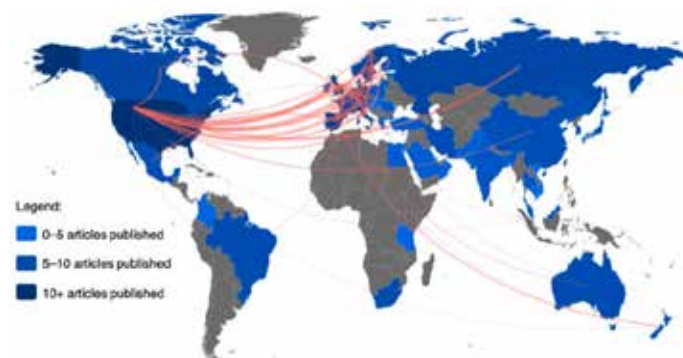 Legend:
0–5 articles published
5–10 articles published
10+ articles published